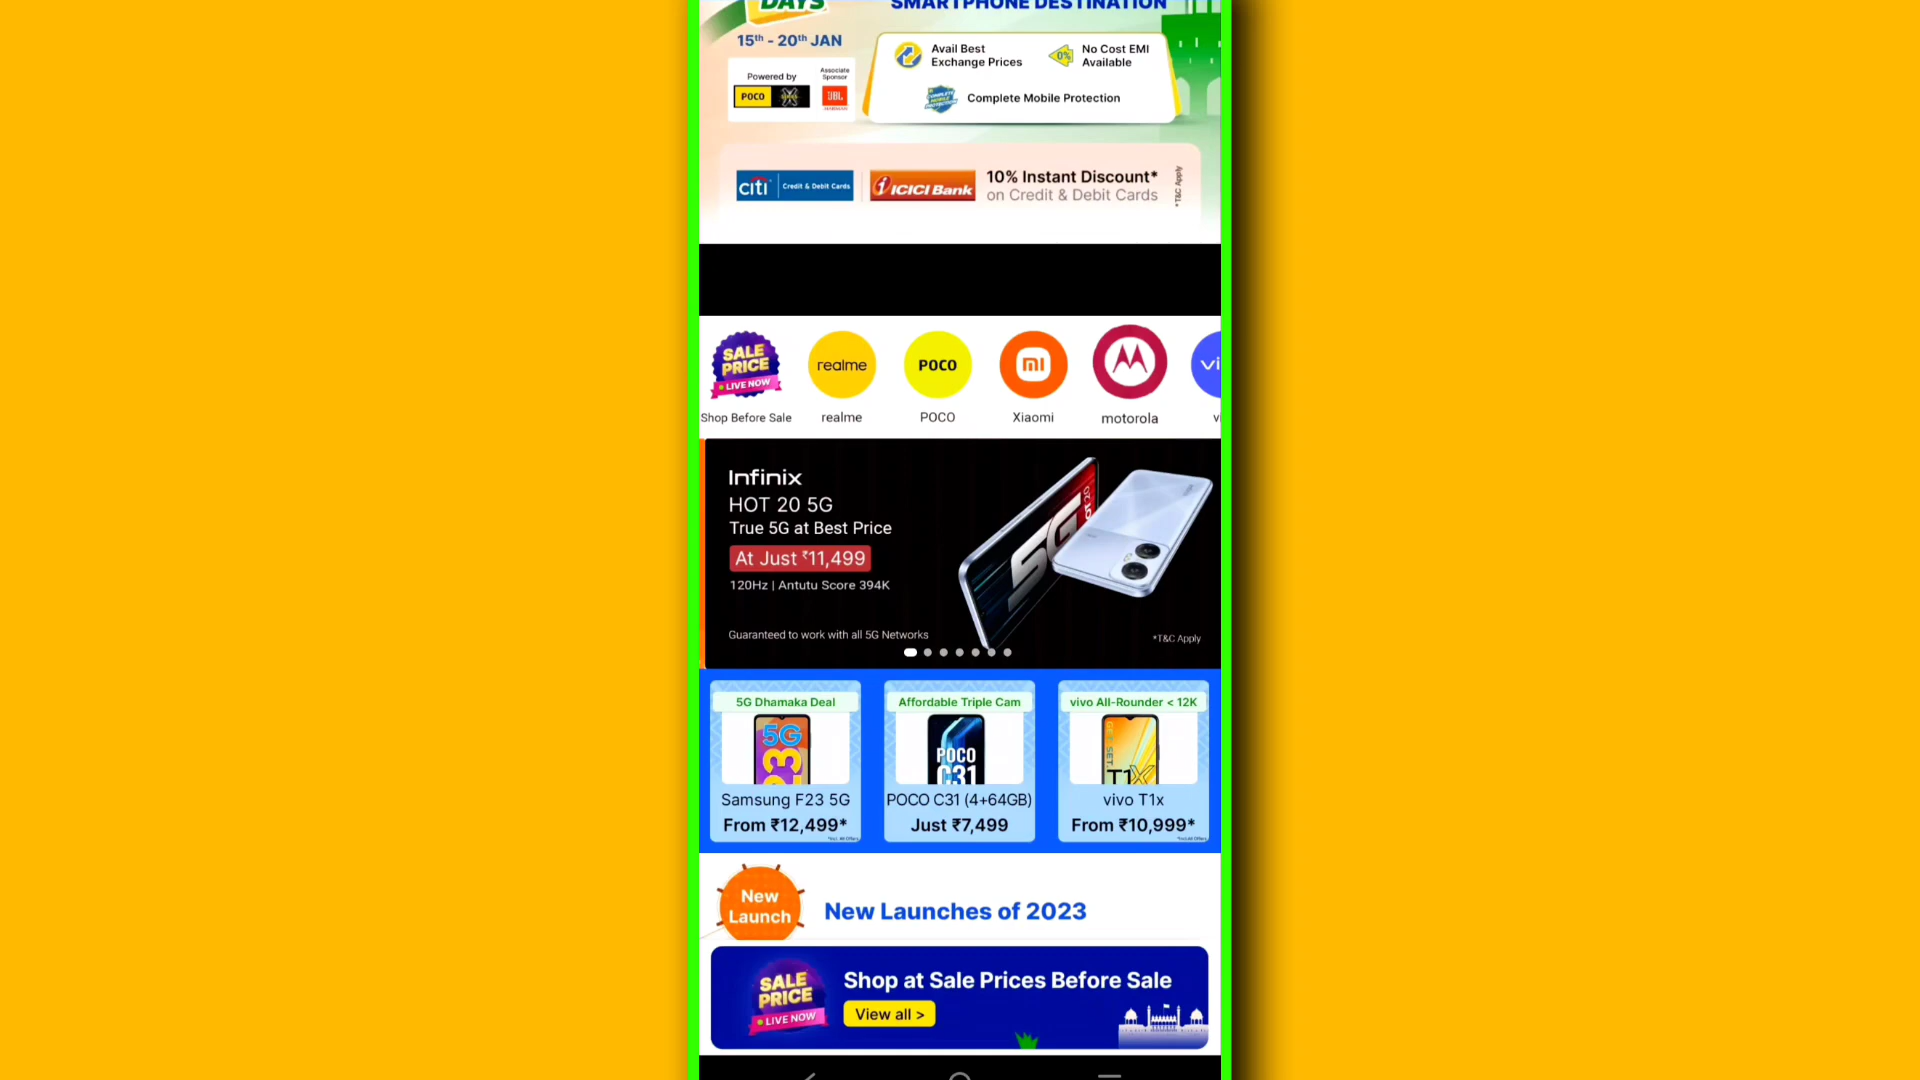 DAYS
SMARTPHONE DESTINATION
15th - 20th JAN
Avail Best
Exchange Prices
No Cost EMI
Available
0%
Powered by
Associate
Sponsor
POCO
JBL
HARMAN
Complete Mobile Protection
citi
Credit & Debit Cards
ICICI Bank
10% Instant Discount*
on Credit & Debit Cards
*T&C Apply
SALE
PRICE
LIVE NOW
realme
POCO
Shop Before Sale
realme
POCO
Xiaomi
motorola
Infinix
HOT 20 5G
True 5G at Best Price
At Just ₹11,499
120Hz | Antutu Score 394K
Guaranteed to work with all 5G Networks
*T&C Apply
5G Dhamaka Deal
Affordable Triple Cam
vivo All-Rounder < 12K
5G
POCO
C31
T1X
Samsung F23 5G
POCO C31 (4+64GB)
vivo T1x
From ₹12,499*
Just ₹7,499
From ₹10,999*
New
Launch
New Launches of 2023
SALE
PRICE
LIVE NOW
Shop at Sale Prices Before Sale
View all >